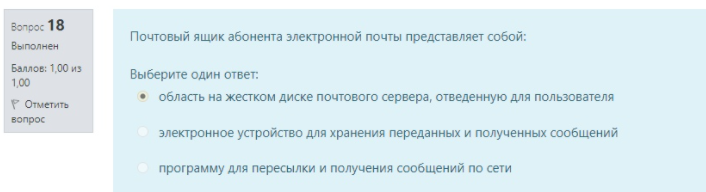 Вопрос 18
Выполнен
Баллов: 1,00 из
1,00
Отметить
вопрос
Почтовый ящик абонента электронной почты представляет собой:
Выберите один ответ:
область на жестком диске почтового сервера, отведенную для пользователя
электронное устройство для хранения переданных и полученных сообщений
программу для пересылки и получения сообщений по сети